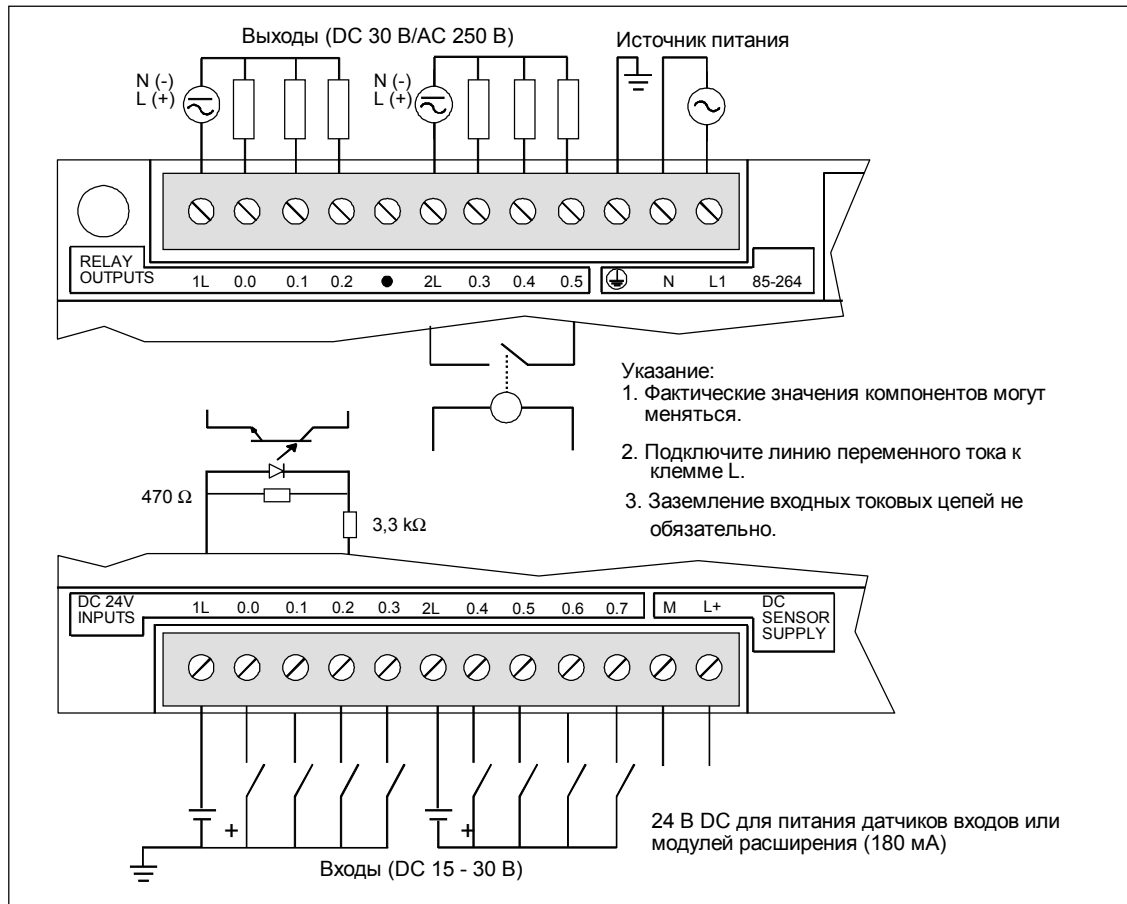 Выходы (DC 30 В/AC 250 В)
Источник питания
N (-)
L (+)
N (-)
L (+)
RELAY
OUTPUTS
1L 0.0 0.1 0.2 2L 0.3 0.4 0.5 N L1 85-264
Указание:
1. Фактические значения компонентов могут
меняться.
2. Подключите линию переменного тока к
клемме L.
3. Заземление входных токовых цепей не
обязательно.
470 Ω
3,3 kΩ
DC 24V
INPUTS
1L 0.0 0.1 0.2 0.3 2L 0.4 0.5 0.6 0.7 M L+
DC
SENSOR
SUPPLY
+
+
24 В DC для питания датчиков входов или
модулей расширения (180 мА)
Входы (DC 15 - 30 В)